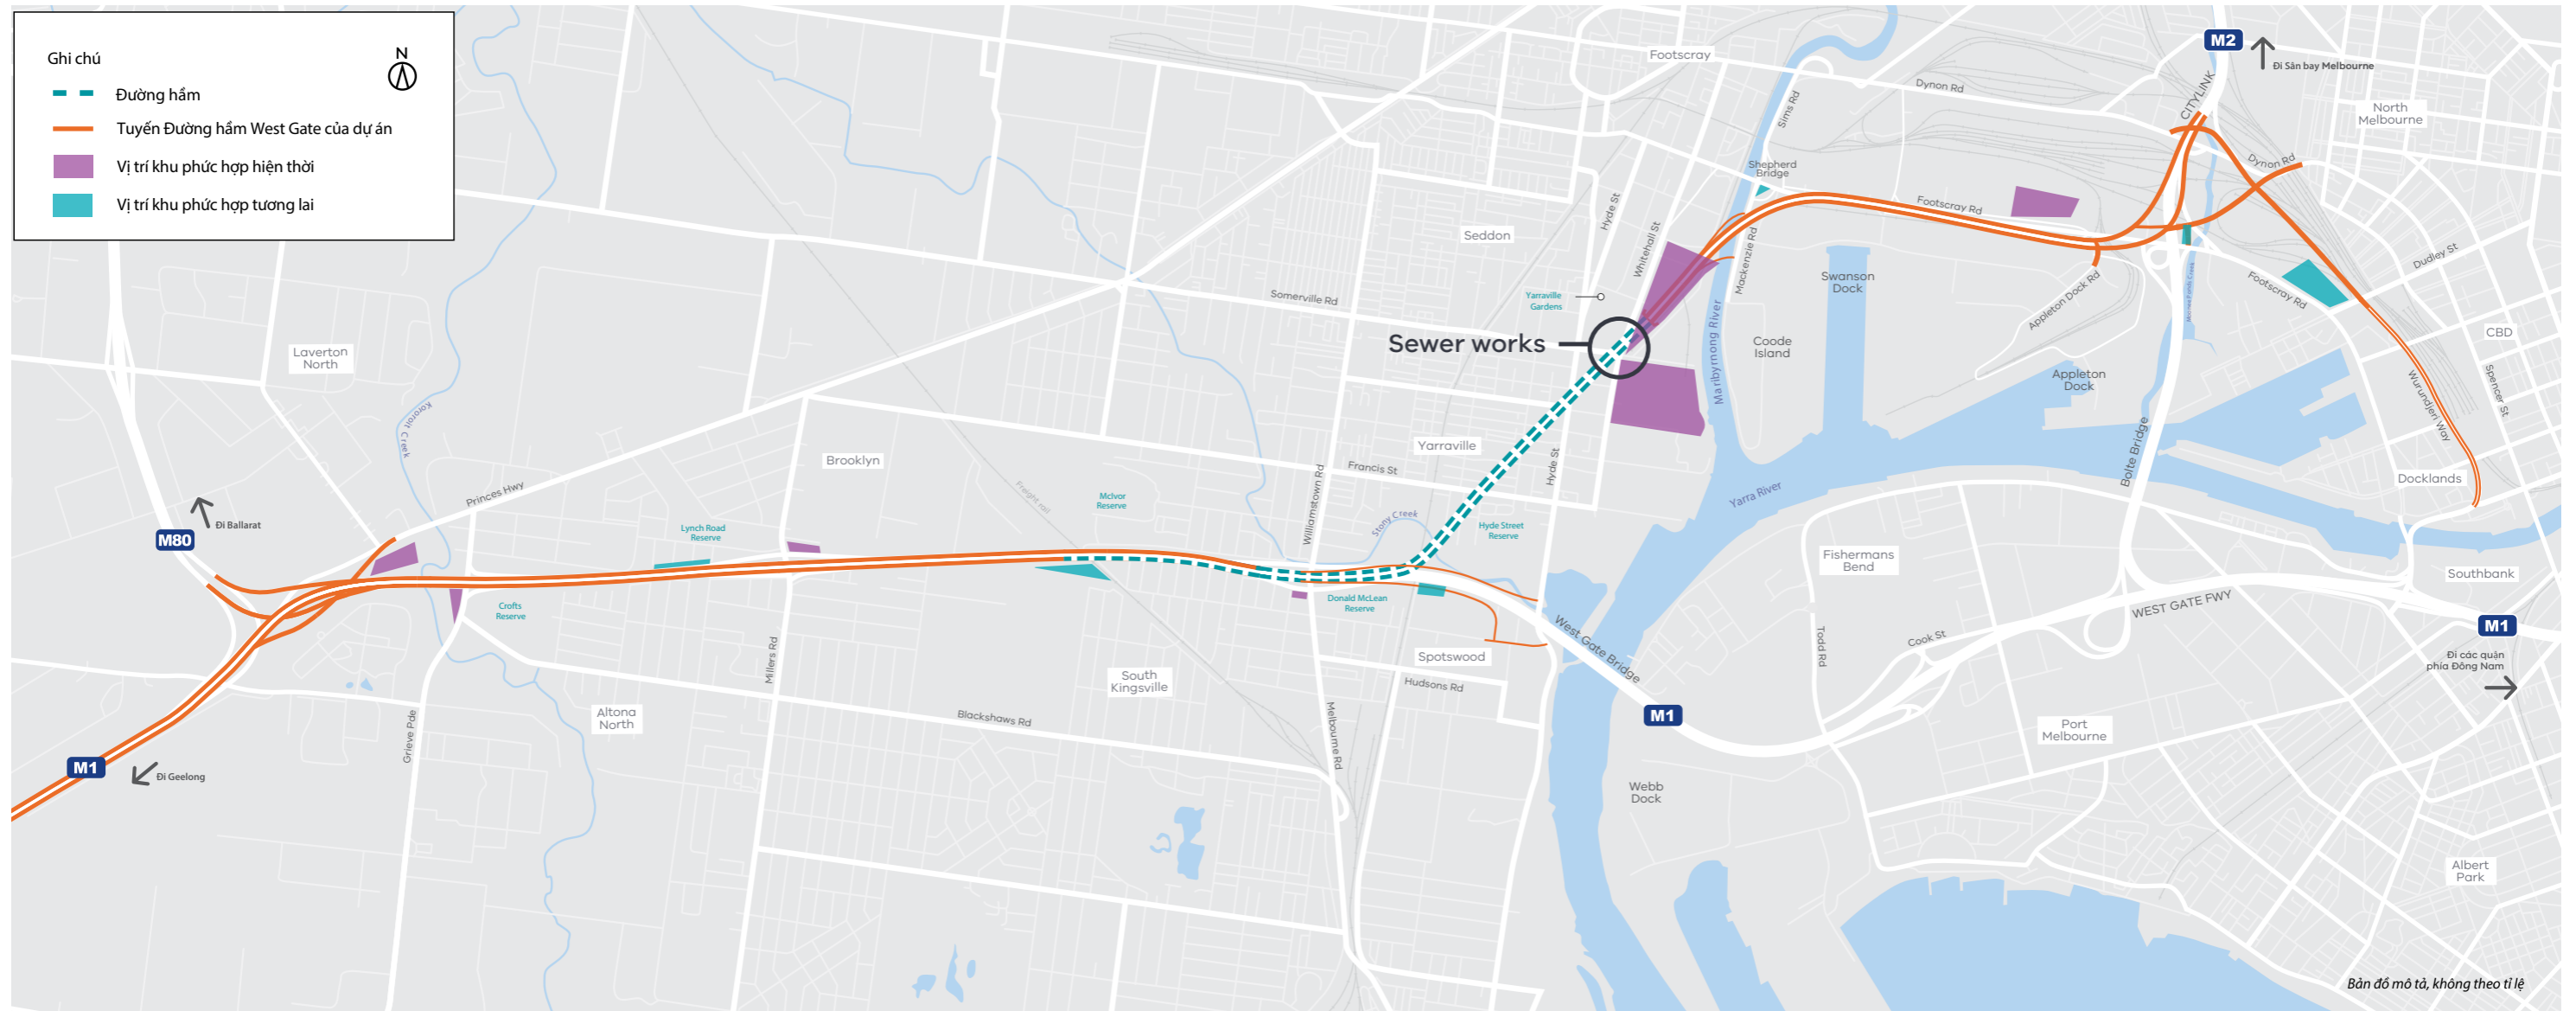 Ghi chú
N
Đường hầm
Tuyến Đường hầm West Gate của dự án
Vị trí khu phức hợp hiện thời
Vị trí khu phức hợp tương lai
M2
Đi Sân bay Melbourne
CITYLINK
Footscray
Dynon Rd
North
Melbourne
Sims Rd
Shepherd
Bridge
Dynon Rd
Hyde St
Footscray Rd
Seddon
Whitehall St
Mackenzie Rd
Dudley St
Swanson
Dock
Footscray Rd
Appleton Dock Rd
Moonee Ponds Creek
Yarraville
Gardens
Somerville Rd
Maribyrnong River
Sewer works
Coode
Island
CBD
Laverton
North
Appleton
Dock
Wurundjeri Way
Spencer St
Kororoit Creek
Yarraville
Brooklyn
Francis St
Hyde St
Bolte Bridge
Docklands
Princes Hwy
Freight rail
McIvor
Reserve
Williamstown Rd
Yarra River
Stony Creek
Hyde Street
Reserve
Đi Ballarat
M80
Lynch Road
Reserve
Fishermans
Bend
Southbank
Crofts
Reserve
Donald McLean
Reserve
WEST GATE FWY
M1
West Gate Bridge
Todd Rd
Cook St
Đi các quận
phía Đông Nam
Millers Rd
Spotswood
Hudsons Rd
South
Kingsville
Altona
North
Blackshaws Rd
Grieve Pde
Melbourne Rd
M1
Port
Melbourne
M1
Đi Geelong
Webb
Dock
Albert
Park
Bản đồ mô tả, không theo tỉ lệ